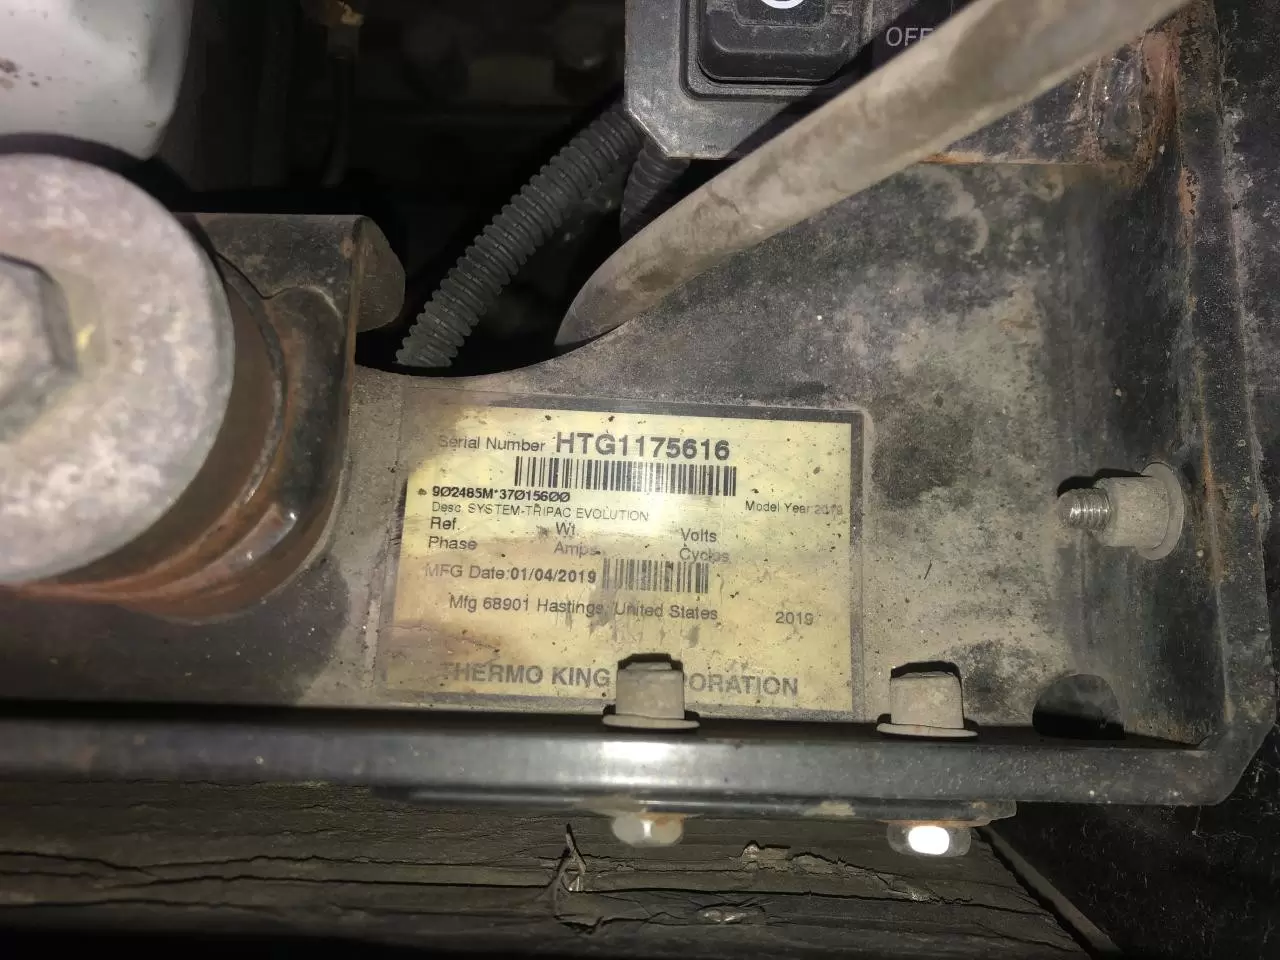 OFF
Serial Number HTG1175616
9Ø2485M*37Ø156ØØ
Desc SYSTEM-TRIPAC EVOLUTION
Model Year 2019
Ref. Wt Volts
Phase Amps Cycles
MFG Date:01/04/2019
Mfg 68901 Hastings, United States 2019
THERMO KING